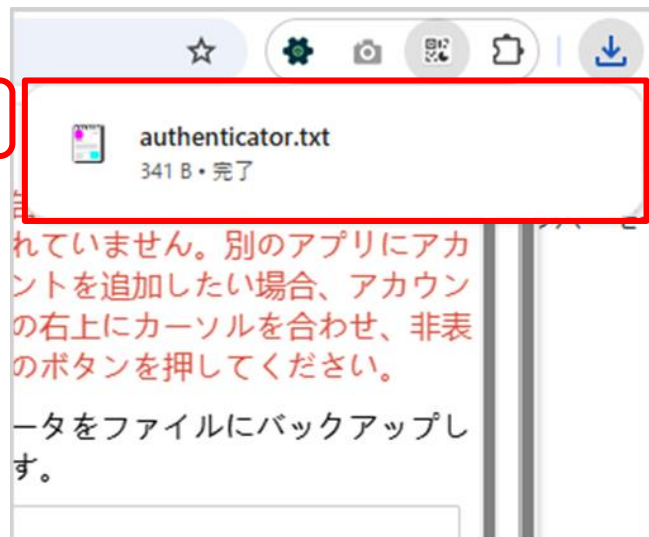 authenticator.txt
341 B • 完了
れていません。別のアプリにアカ
ントを追加したい場合、アカウン
の右上にカーソルを合わせ、非表
のボタンを押してください。
ータをファイルにバックアップし
す。